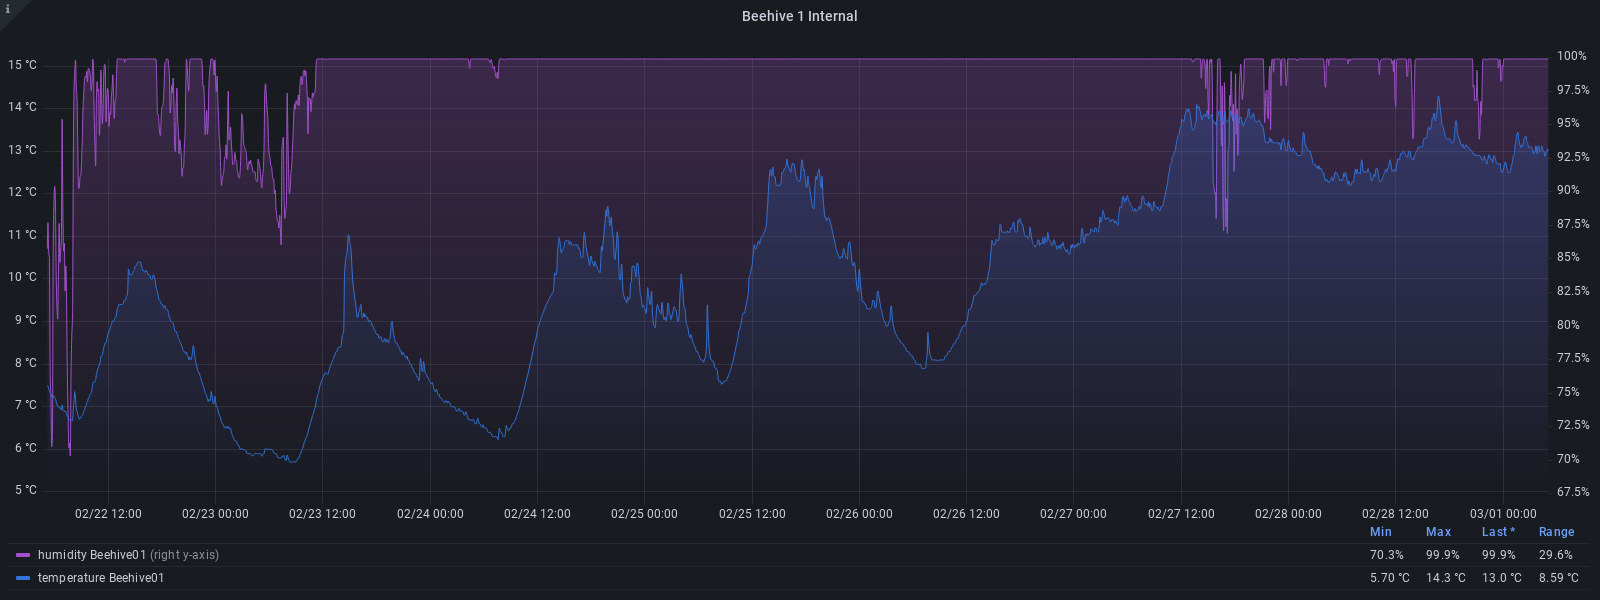 i
Beehive 1 Internal
15 °C
14 °C
13 °C
12 °C
11 °C
10 °C
9 °C
8 °C
7 °C
6 °C
5 °C
100%
97.5%
95%
92.5%
90%
87.5%
85%
82.5%
80%
77.5%
75%
72.5%
70%
67.5%
02/22 12:00 02/23 00:00 02/23 12:00 02/24 00:00 02/24 12:00 02/25 00:00 02/25 12:00 02/26 00:00 02/26 12:00 02/27 00:00 02/27 12:00 02/28 00:00 02/28 12:00 03/01 00:00
Min Max Last * Range
humidity Beehive01 (right y-axis) 70.3% 99.9% 99.9% 29.6%
temperature Beehive01 5.70 °C 14.3 °C 13.0 °C 8.59 °C